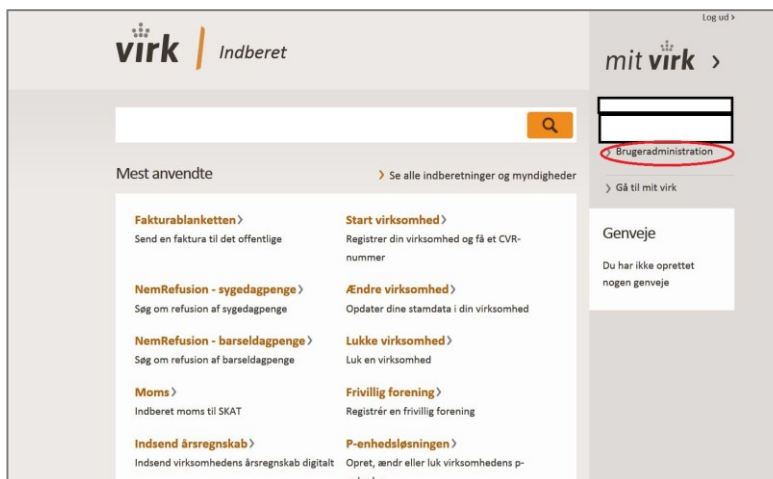 Log ud >
virk | Indberet
mit virk >
> Brugeradministration
> Gå til mit virk
Genveje
Du har ikke oprettet
nogen genveje
Mest anvendte
> Se alle indberetninger og myndigheder
Fakturablanketten >
Send en faktura til det offentlige
Start virksomhed >
Registrer din virksomhed og få et CVR-
nummer
NemRefusion - sygedagpenge >
Søg om refusion af sygedagpenge
Ændre virksomhed >
Opdater dine stamdata i din virksomhed
NemRefusion - barseldagpenge >
Søg om refusion af barseldagpenge
Lukke virksomhed >
Luk en virksomhed
Moms >
Indberet moms til SKAT
Frivillig forening >
Registrér en frivillig forening
Indsend årsregnskab >
Indsend virksomhedens årsregnskab digitalt
P-enhedsløsningen >
Opret, ændr eller luk virksomhedens p-